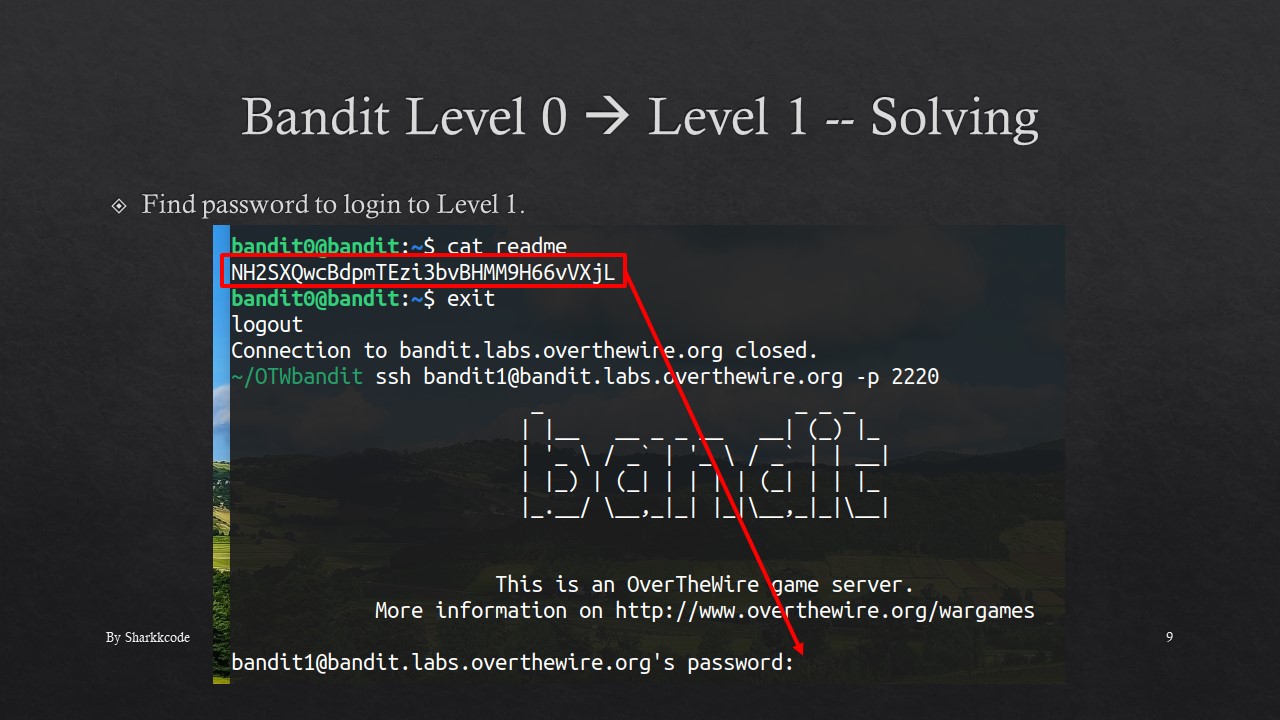 Bandit Level 0 → Level 1 -- Solving
Find password to login to Level 1.
bandit0@bandit:~$ cat readme
NH2SXQwcBdpmTEzi3bvBHMM9H66vVXjL
bandit0@bandit:~$ exit
logout
Connection to bandit.labs.overthewire.org closed.
~/OTWbandit ssh bandit1@bandit.labs.overthewire.org -p 2220
bandit
This is an OverTheWire game server.
More information on http://www.overthewire.org/wargames
bandit1@bandit.labs.overthewire.org's password:
By Sharkkcode
9